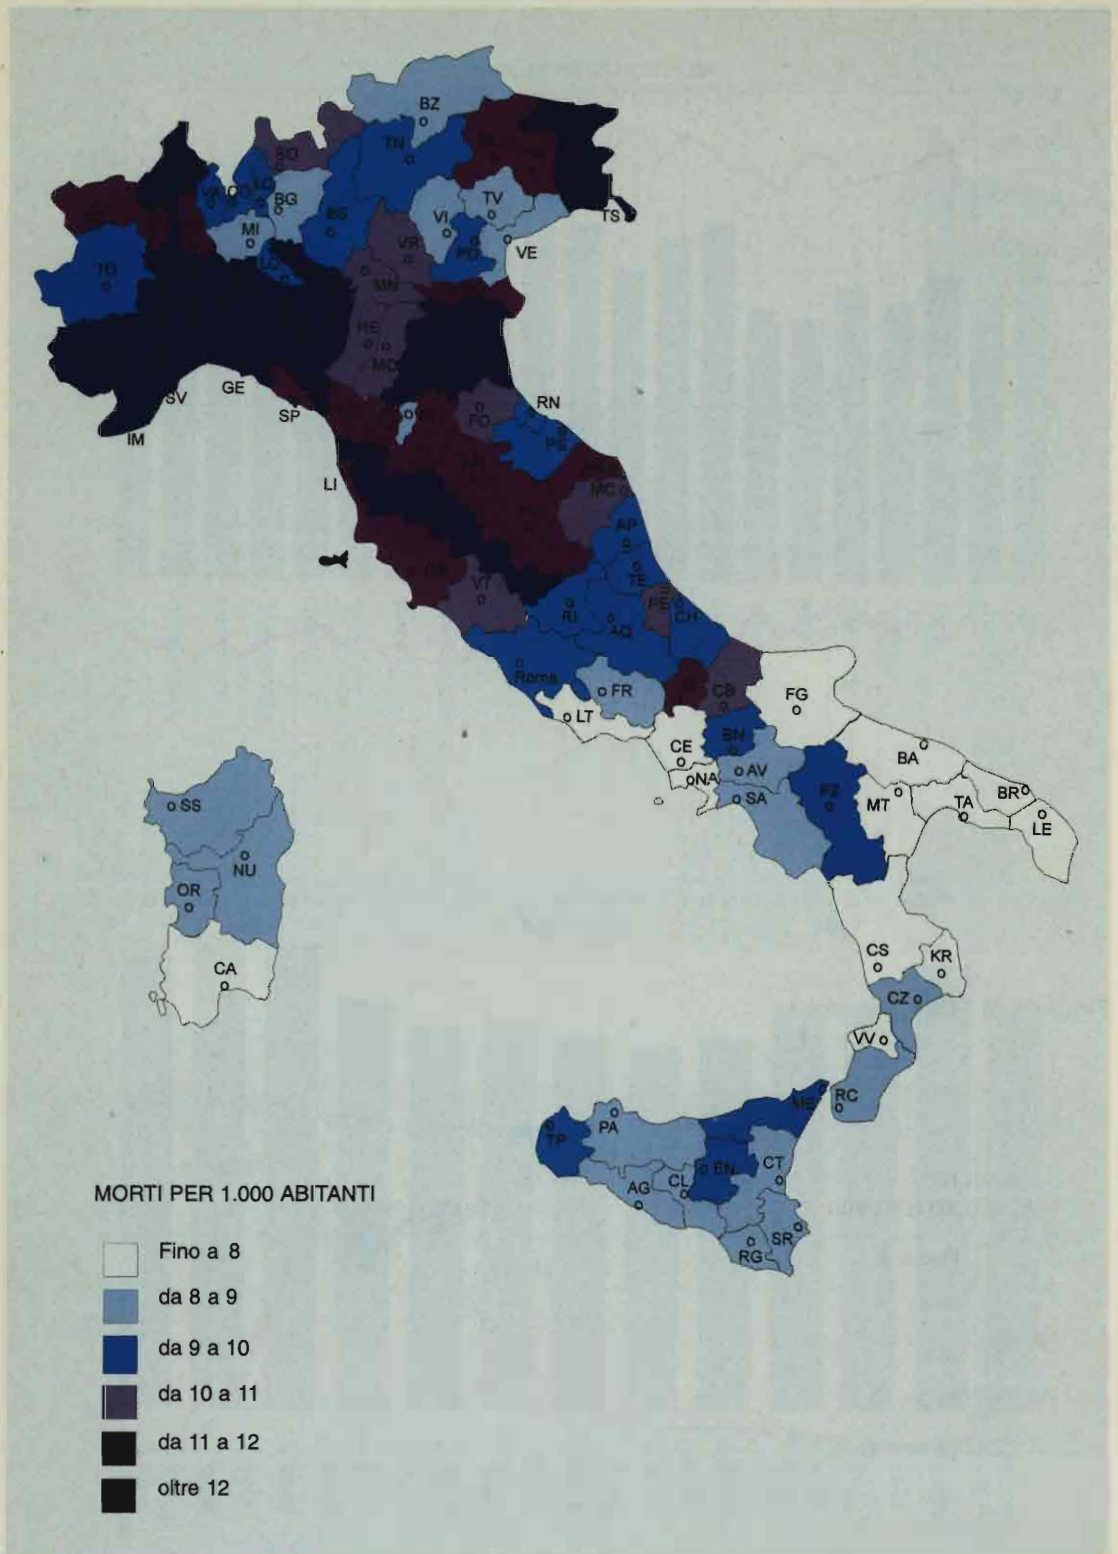 BZ
TN
SO
BG
BS
MI
VI
TV
PD
VE
TS
TO
VR
MN
RE
MO
SV
GE
SP
IM
FO
RN
PS
LI
MC
AP
TE
VT
GR
RI
AQ
PE
CH
Roma
FR
LT
CB
FG
BN
CE
NA
AV
SA
PZ
BA
MT
TA
BR
LE
SS
NU
OR
CA
CS
KR
CZ
VV
RC
ME
PA
TP
EN
CT
CL
AG
SR
RG
MORTI PER 1.000 ABITANTI
Fino a 8
da 8 a 9
da 9 a 10
da 10 a 11
da 11 a 12
oltre 12